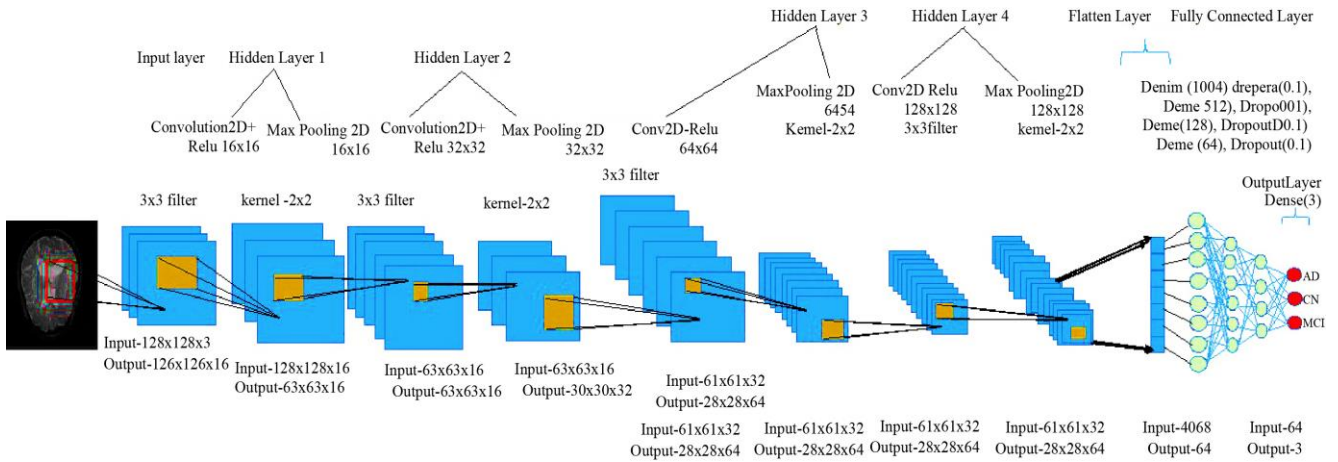 Hidden Layer 3
Hidden Layer 4
Flatten Layer
Fully Connected Layer
Input layer
Hidden Layer 1
Hidden Layer 2
Convolution2D+
Relu 16x16
Max Pooling 2D
16x16
Convolution2D+
Relu 32x32
Max Pooling 2D
32x32
Conv2D-Relu
64x64
MaxPooling 2D
6454
Kemel-2x2
Conv2D Relu
128x128
3x3filter
Max Pooling2D
128x128
kernel-2x2
Denim (1004) drepera(0.1),
Deme 512), Dropo001),
Deme(128), DropoutD0.1)
Deme (64), Dropout(0.1)
3x3 filter
kernel -2x2
3x3 filter
kernel-2x2
3x3 filter
OutputLayer
Dense(3)
AD
CN
MCI
Input-128x128x3
Output-126x126x16
Input-128x128x16
Output-63x63x16
Input-63x63x16
Output-63x63x16
Input-63x63x16
Output-30x30x32
Input-61x61x32
Output-28x28x64
Input-61x61x32
Output-28x28x64
Input-61x61x32
Output-28x28x64
Input-61x61x32
Output-28x28x64
Input-61x61x32
Output-28x28x64
Input-4068
Output-64
Input-64
Output-3